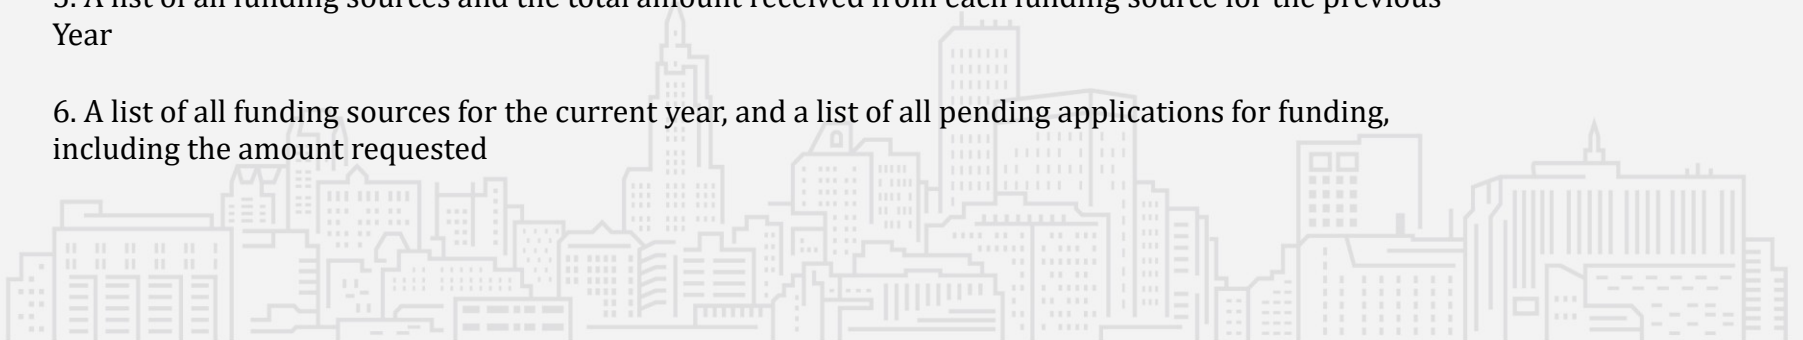 5. A list of all funding sources and the total amount received from each funding source for the previous
Year
6. A list of all funding sources for the current year, and a list of all pending applications for funding,
including the amount requested